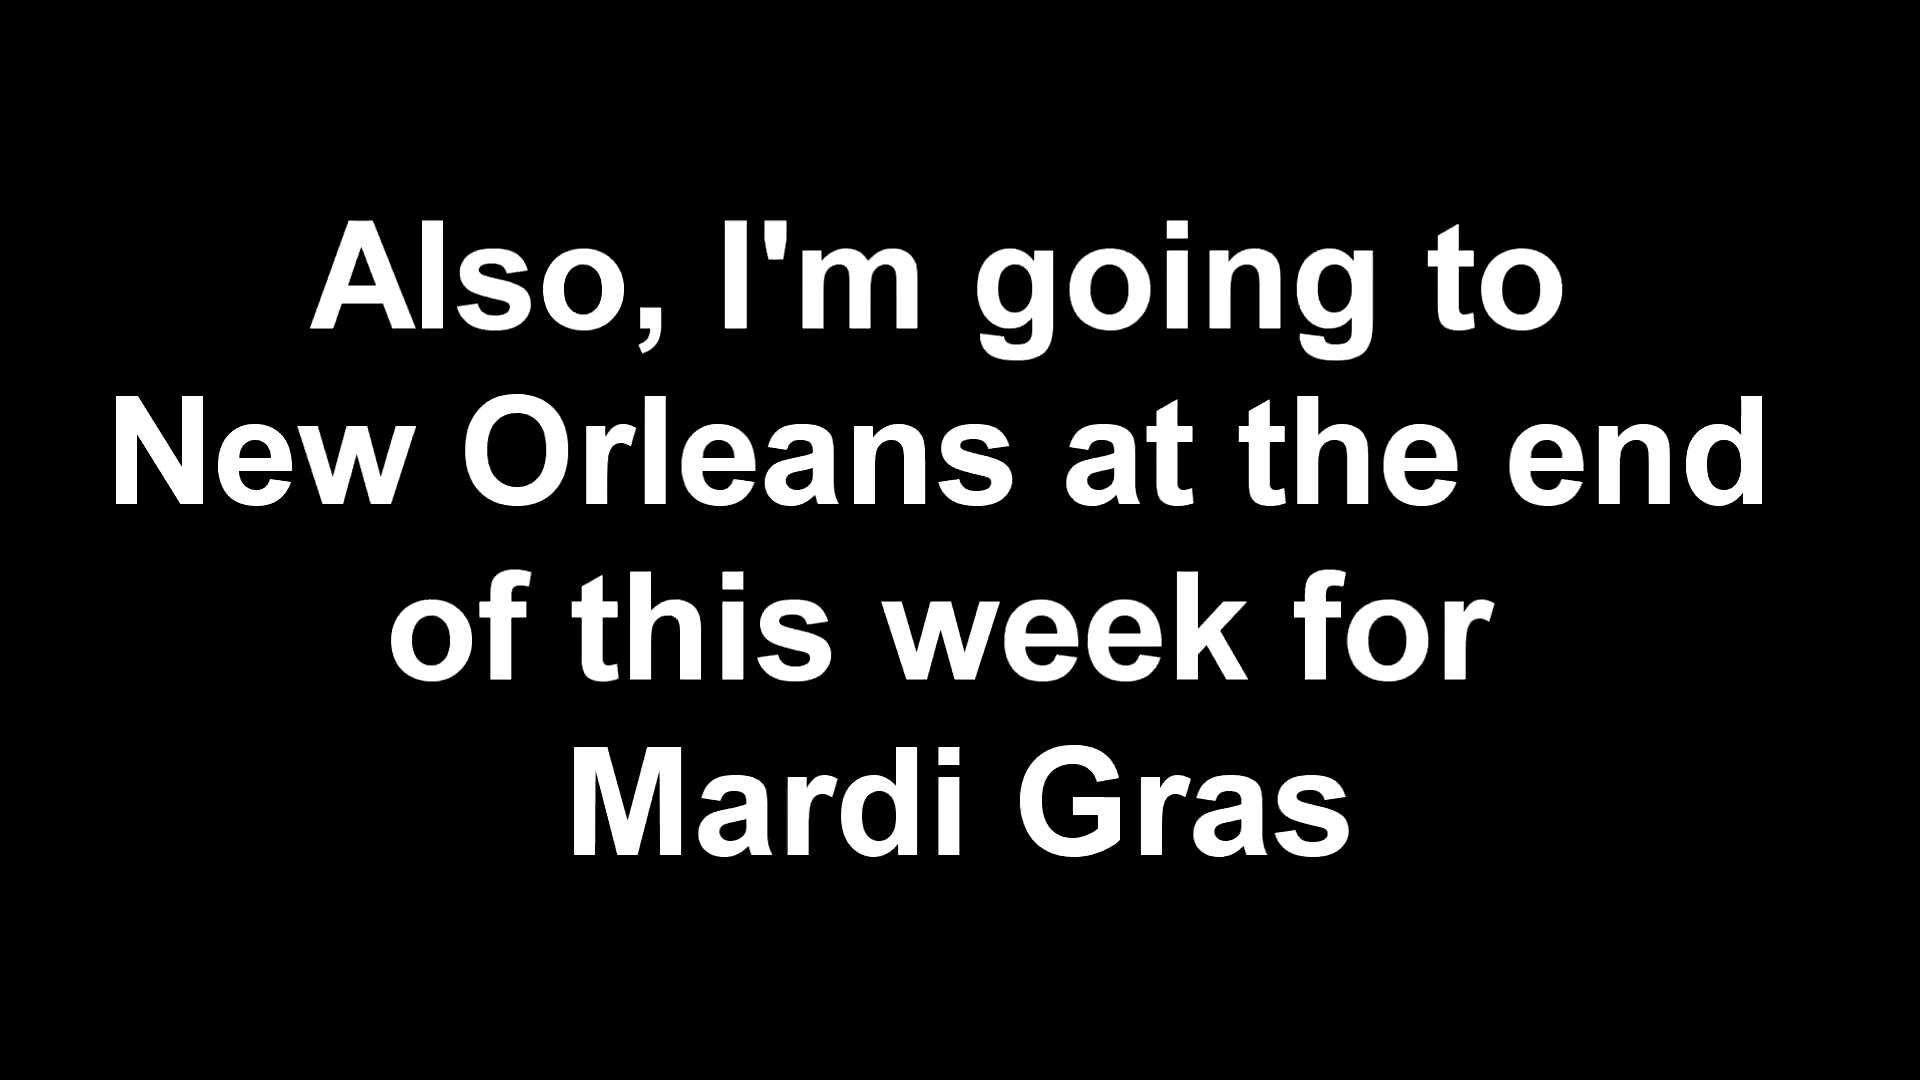 Also, I'm going to
New Orleans at the end
of this week for
Mardi Gras